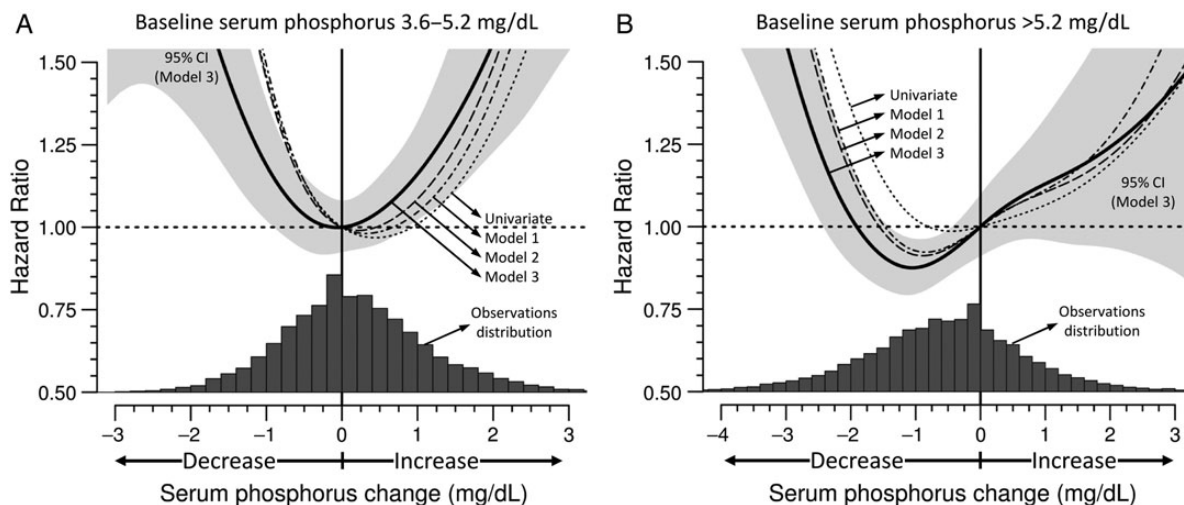 A
Baseline serum phosphorus 3.6–5.2 mg/dL
Hazard Ratio
1.50
1.25
1.00
0.75
0.50
95% CI
(Model 3)
Univariate
Model 1
Model 2
Model 3
Observations
distribution
–3 –2 –1 0 1 2 3
Decrease Increase
Serum phosphorus change (mg/dL)
B
Baseline serum phosphorus >5.2 mg/dL
Hazard Ratio
1.50
1.25
1.00
0.75
0.50
Univariate
Model 1
Model 2
Model 3
95% CI
(Model 3)
Observations
distribution
–4 –3 –2 –1 0 1 2 3
Decrease Increase
Serum phosphorus change (mg/dL)